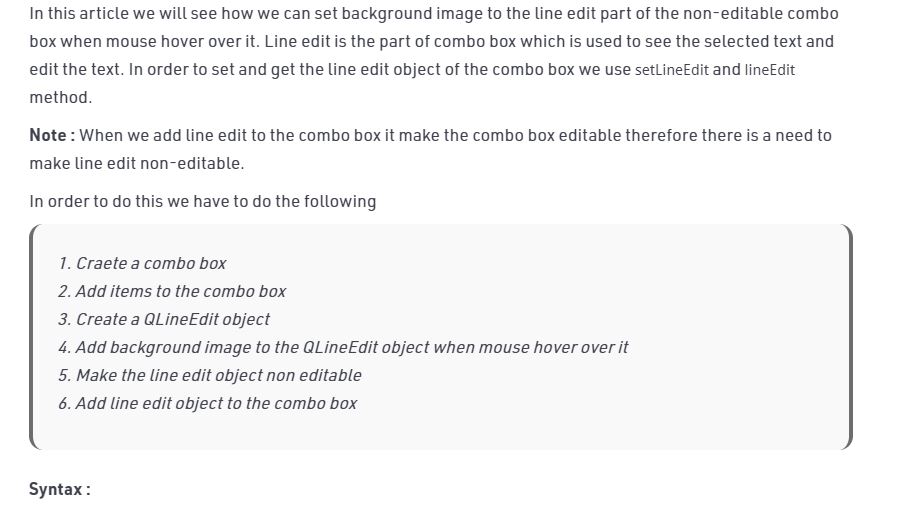 In this article we will see how we can set background image to the line edit part of the non-editable combo
box when mouse hover over it. Line edit is the part of combo box which is used to see the selected text and
edit the text. In order to set and get the line edit object of the combo box we use setLineEdit and lineEdit
method.
Note : When we add line edit to the combo box it make the combo box editable therefore there is a need to
make line edit non-editable.
In order to do this we have to do the following
1. Craete a combo box
2. Add items to the combo box
3. Create a QLineEdit object
4. Add background image to the QLineEdit object when mouse hover over it
5. Make the line edit object non editable
6. Add line edit object to the combo box
Syntax :